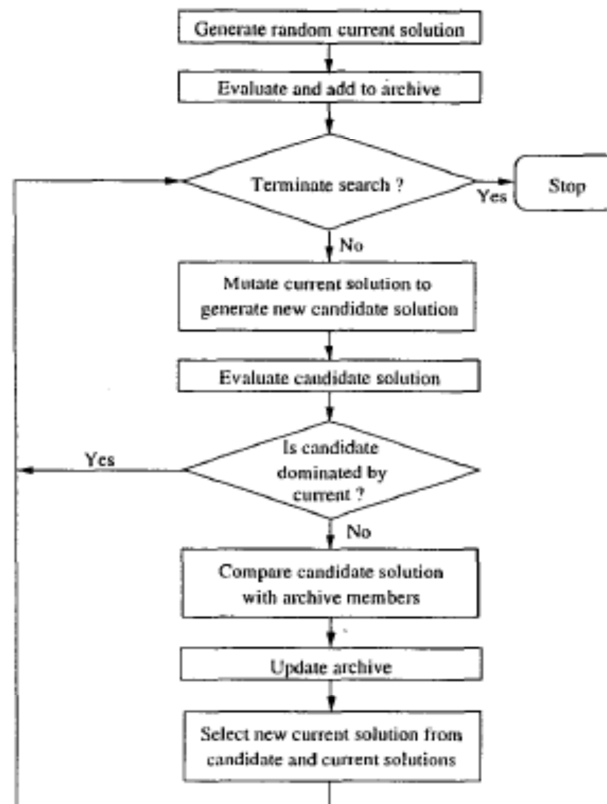 Generate random current solution
Evaluate and add to archive
Terminate search ?
Yes
Stop
No
Mutate current solution to
generate new candidate solution
Evaluate candidate solution
Is candidate
dominated by
current ?
Yes
No
Compare candidate solution
with archive members
Update archive
Select new current solution from
candidate and current solutions